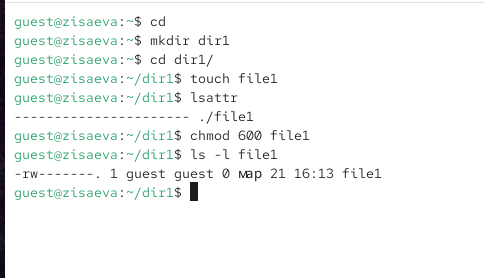 guest@zisaeva:~$ cd
guest@zisaeva:~$ mkdir dir1
guest@zisaeva:~$ cd dir1/
guest@zisaeva:~/dir1$ touch file1
guest@zisaeva:~/dir1$ lsattr
---------------------- ./file1
guest@zisaeva:~/dir1$ chmod 600 file1
guest@zisaeva:~/dir1$ ls -l file1
-rw-------. 1 guest guest 0 мар 21 16:13 file1
guest@zisaeva:~/dir1$